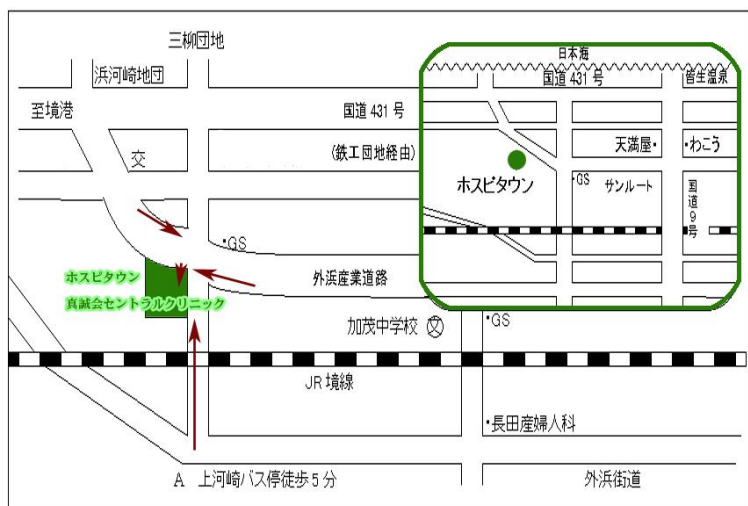 三柳団地
浜河崎地団
至境港
国道431号
交
(鉄工団地経由)
・GS
ホスピタウン
真誠会セントラルクリニック
外浜産業道路
加茂中学校 文
・GS
JR境線
・長田産婦人科
A 上河崎バス停徒歩5分
外浜街道
日本海
国道431号
皆生温泉
天満屋・
・わこう
ホスピタウン
・GS
サンルート
国道9号